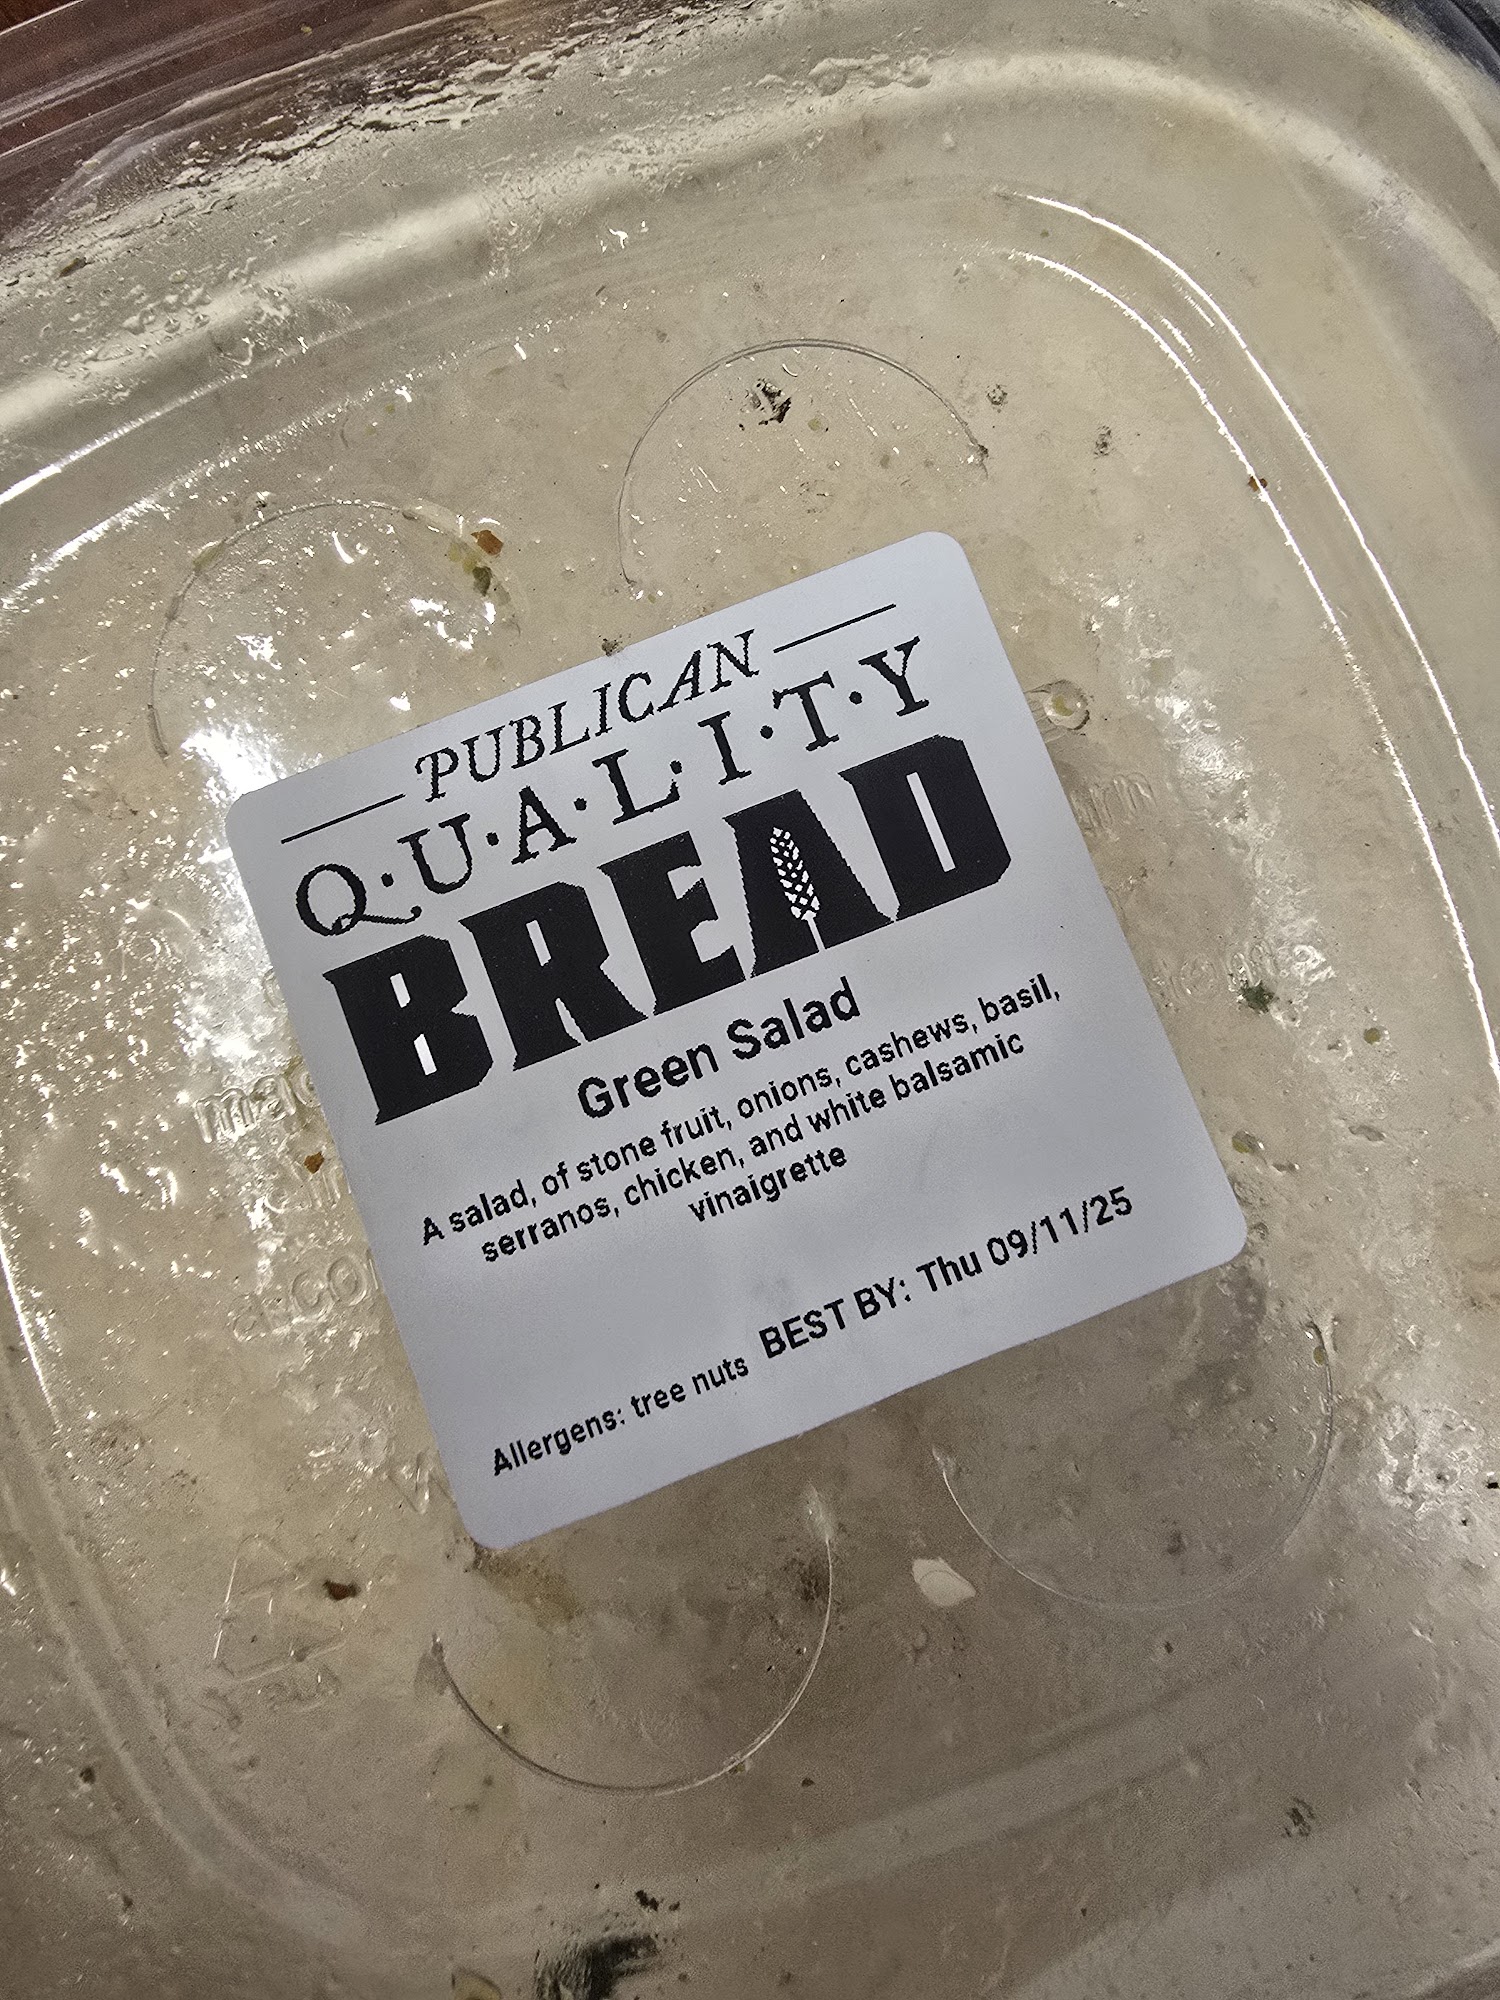 PUBLICAN
Q·U·A·L·I·T·Y
BREAD
Green Salad
A salad, of stone fruit, onions, cashews, basil,
serranos, chicken, and white balsamic
vinaigrette
Allergens: tree nuts BEST BY: Thu 09/11/25